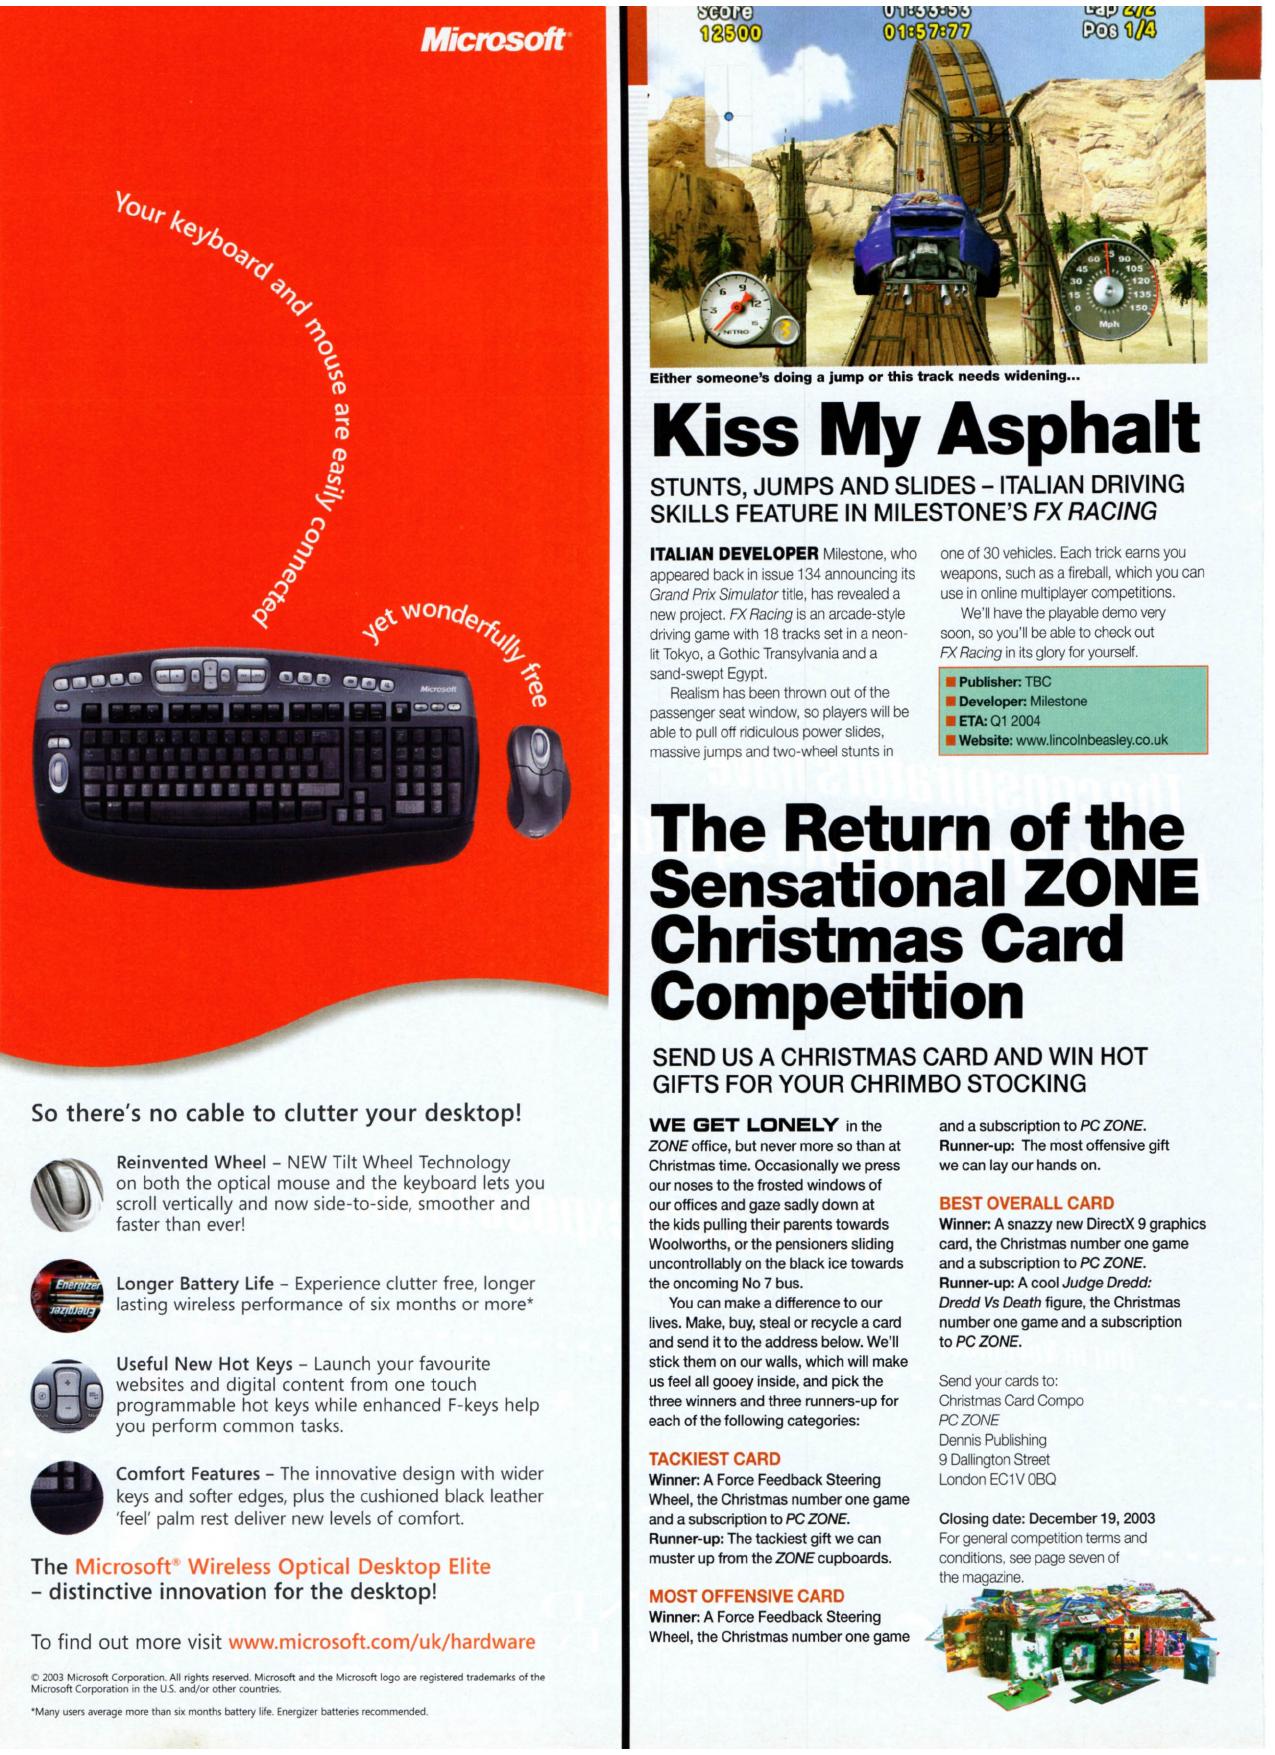 Microsoft
Your keyboard and mouse are easily connected
yet wonderfully free
Microsoft
So there's no cable to clutter your desktop!
Reinvented Wheel – NEW Tilt Wheel Technology
on both the optical mouse and the keyboard lets you
scroll vertically and now side-to-side, smoother and
faster than ever!
Energizer
Energizer
Longer Battery Life – Experience clutter free, longer
lasting wireless performance of six months or more*
Useful New Hot Keys – Launch your favourite
websites and digital content from one touch
programmable hot keys while enhanced F-keys help
you perform common tasks.
Comfort Features – The innovative design with wider
keys and softer edges, plus the cushioned black leather
'feel' palm rest deliver new levels of comfort.
The Microsoft® Wireless Optical Desktop Elite
– distinctive innovation for the desktop!
To find out more visit www.microsoft.com/uk/hardware
© 2003 Microsoft Corporation. All rights reserved. Microsoft and the Microsoft logo are registered trademarks of the
Microsoft Corporation in the U.S. and/or other countries.
*Many users average more than six months battery life. Energizer batteries recommended.
Score 01:33:53 Lap 2/2
12500 01:57:77 Pos 1/4
3 6 9 12 15
NITRO
3
0 15 30 45 60 75 90 105 120 135 150
Mph
Either someone's doing a jump or this track needs widening...
Kiss My Asphalt
STUNTS, JUMPS AND SLIDES – ITALIAN DRIVING
SKILLS FEATURE IN MILESTONE'S FX RACING
ITALIAN DEVELOPER Milestone, who
appeared back in issue 134 announcing its
Grand Prix Simulator title, has revealed a
new project. FX Racing is an arcade-style
driving game with 18 tracks set in a neon-
lit Tokyo, a Gothic Transylvania and a
sand-swept Egypt.
Realism has been thrown out of the
passenger seat window, so players will be
able to pull off ridiculous power slides,
massive jumps and two-wheel stunts in
one of 30 vehicles. Each trick earns you
weapons, such as a fireball, which you can
use in online multiplayer competitions.
We'll have the playable demo very
soon, so you'll be able to check out
FX Racing in its glory for yourself.
Publisher: TBC
Developer: Milestone
ETA: Q1 2004
Website: www.lincolnbeasley.co.uk
The Return of the
Sensational ZONE
Christmas Card
Competition
SEND US A CHRISTMAS CARD AND WIN HOT
GIFTS FOR YOUR CHRIMBO STOCKING
WE GET LONELY in the
ZONE office, but never more so than at
Christmas time. Occasionally we press
our noses to the frosted windows of
our offices and gaze sadly down at
the kids pulling their parents towards
Woolworths, or the pensioners sliding
uncontrollably on the black ice towards
the oncoming No 7 bus.
You can make a difference to our
lives. Make, buy, steal or recycle a card
and send it to the address below. We'll
stick them on our walls, which will make
us feel all gooey inside, and pick the
three winners and three runners-up for
each of the following categories:
TACKIEST CARD
Winner: A Force Feedback Steering
Wheel, the Christmas number one game
and a subscription to PC ZONE.
Runner-up: The tackiest gift we can
muster up from the ZONE cupboards.
MOST OFFENSIVE CARD
Winner: A Force Feedback Steering
Wheel, the Christmas number one game
and a subscription to PC ZONE.
Runner-up: The most offensive gift
we can lay our hands on.
BEST OVERALL CARD
Winner: A snazzy new DirectX 9 graphics
card, the Christmas number one game
and a subscription to PC ZONE.
Runner-up: A cool Judge Dredd:
Dredd Vs Death figure, the Christmas
number one game and a subscription
to PC ZONE.
Send your cards to:
Christmas Card Compo
PC ZONE
Dennis Publishing
9 Dallington Street
London EC1V 0BQ
Closing date: December 19, 2003
For general competition terms and
conditions, see page seven of
the magazine.